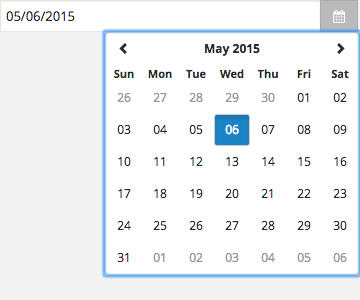 05/06/2015
May 2015
Sun Mon Tue Wed Thu Fri Sat
26 27 28 29 30 01 02
03 04 05 06 07 08 09
10 11 12 13 14 15 16
17 18 19 20 21 22 23
24 25 26 27 28 29 30
31 01 02 03 04 05 06